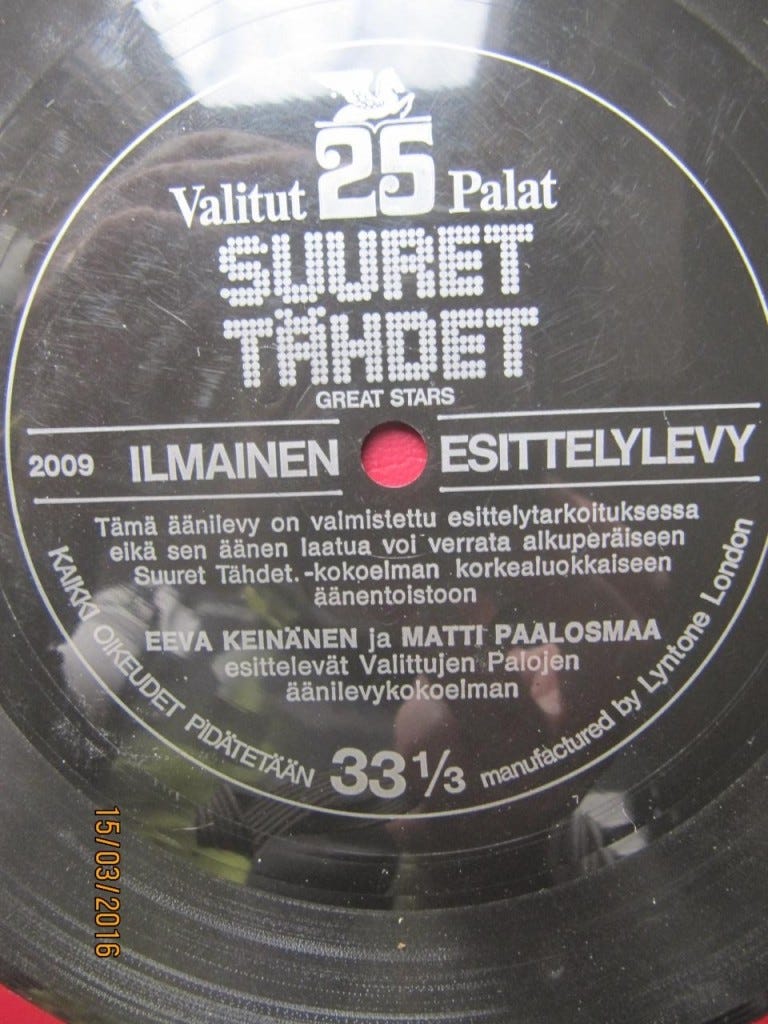 Valitut 25 Palat
SUURET
TÄHDET
GREAT STARS
2009 ILMAINEN ESITTELYLEVY
Tämä äänilevy on valmistettu esittelytarkoituksessa
eikä sen äänen laatua voi verrata alkuperäiseen
Suuret Tähdet.-kokoelman korkealuokkaiseen
äänentoistoon
EEVA KEINÄNEN ja MATTI PAALOSMAA
esittelevät Valittujen Palojen
äänilevykokoelman
KAIKKI OIKEUDET PIDÄTETÄÄN
33 1/3
manufactured by Lyntone London
15/03/2016